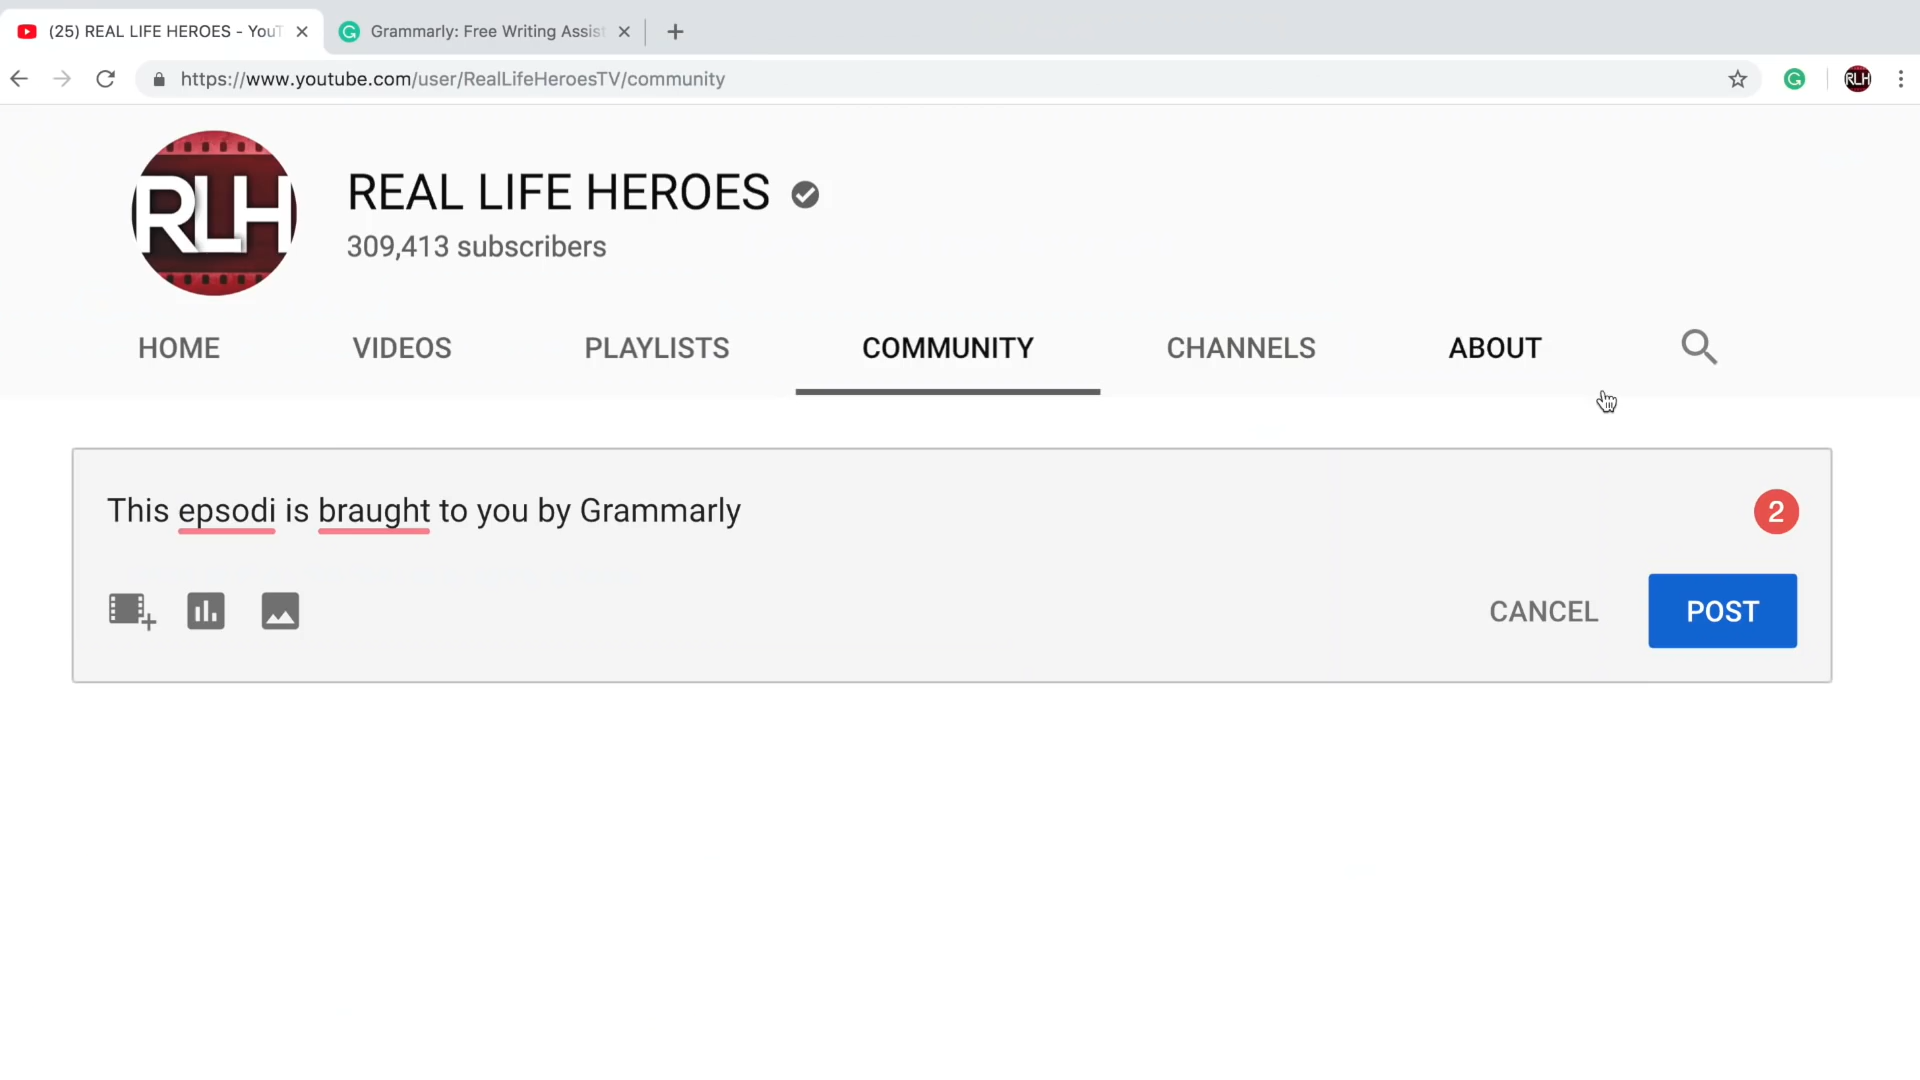 (25) REAL LIFE HEROES - YouT
Grammarly: Free Writing Assist
https://www.youtube.com/user/RealLifeHeroesTV/community
RLH
RLH
REAL LIFE HEROES
309,413 subscribers
HOME VIDEOS PLAYLISTS COMMUNITY CHANNELS ABOUT
This epsodi is braught to you by Grammarly
2
CANCEL POST